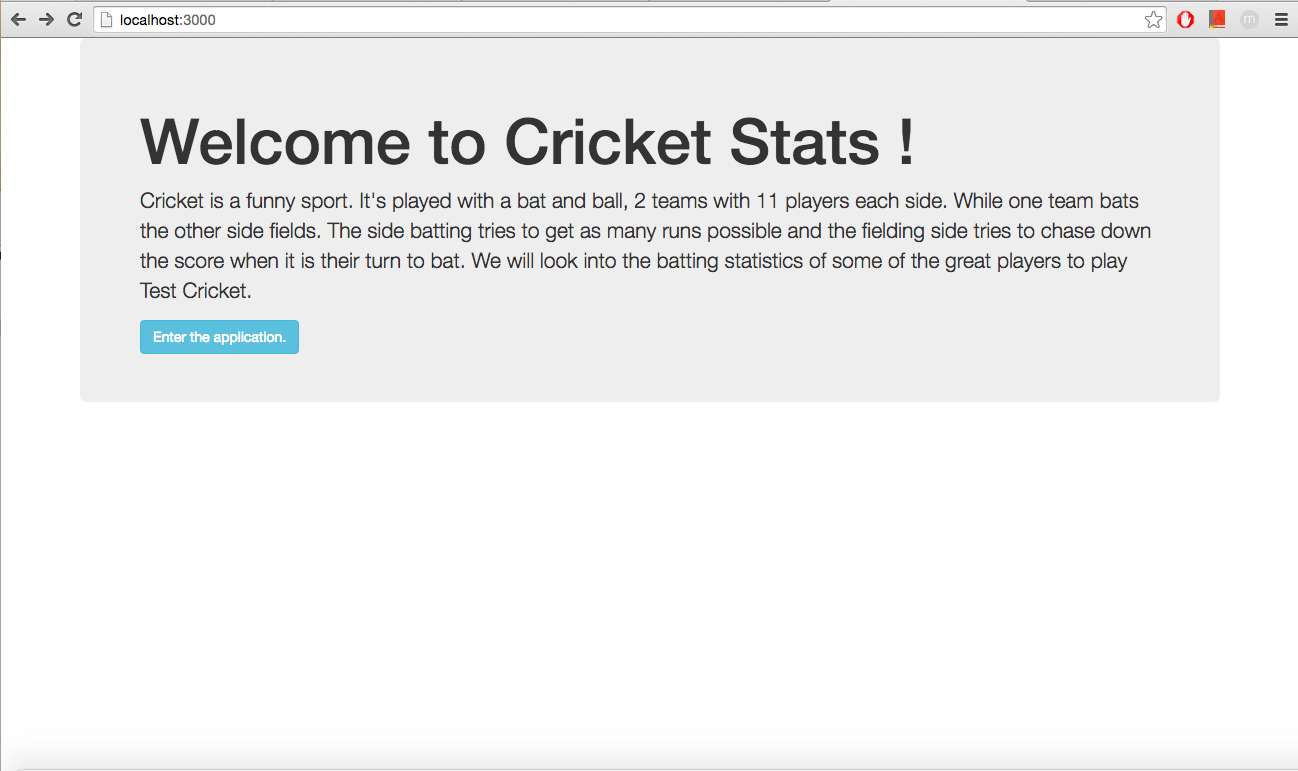 localhost:3000
m
Welcome to Cricket Stats !
Cricket is a funny sport. It's played with a bat and ball, 2 teams with 11 players each side. While one team bats
the other side fields. The side batting tries to get as many runs possible and the fielding side tries to chase down
the score when it is their turn to bat. We will look into the batting statistics of some of the great players to play
Test Cricket.
Enter the application.